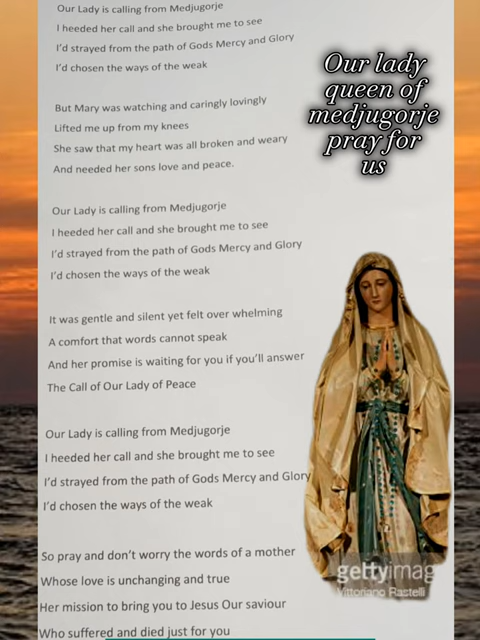 Our Lady is calling from Medjugorje
I heeded her call and she brought me to see
I'd strayed from the path of Gods Mercy and Glory
I'd chosen the ways of the weak
But Mary was watching and caringly lovingly
Lifted me up from my knees
She saw that my heart was all broken and weary
And needed her sons love and peace.
Our Lady is calling from Medjugorje
I heeded her call and she brought me to see
I'd strayed from the path of Gods Mercy and Glory
I'd chosen the ways of the weak
It was gentle and silent yet felt over whelming
A comfort that words cannot speak
And her promise is waiting for you if you'll answer
The Call of Our Lady of Peace
Our Lady is calling from Medjugorje
I heeded her call and she brought me to see
I'd strayed from the path of Gods Mercy and Glory
I'd chosen the ways of the weak
So pray and don't worry the words of a mother
Whose love is unchanging and true
Her mission to bring you to Jesus Our saviour
Who suffered and died just for you
Our lady
queen of
medjugorje
pray for
us
gettyimag
Vittoriano Rastelli